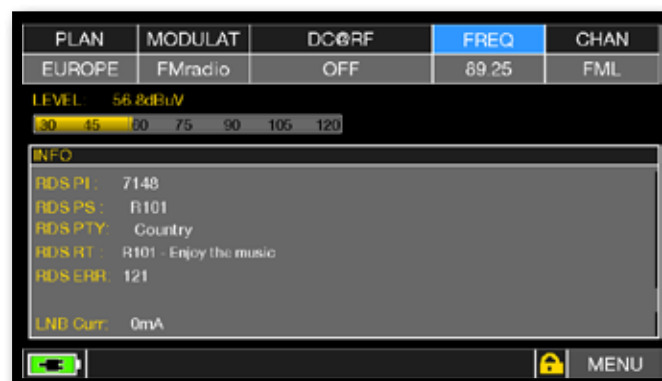 PLAN MODULAT DC@RF FREQ CHAN
EUROPE FMradio OFF 89.25 FML
LEVEL: 56.8dBuV
30 45 60 75 90 105 120
INFO
RDS PI : 7148
RDS PS : R101
RDS PTY: Country
RDS RT : R101 - Enjoy the music
RDS ERR: 121
LNB Curr: 0mA
MENU